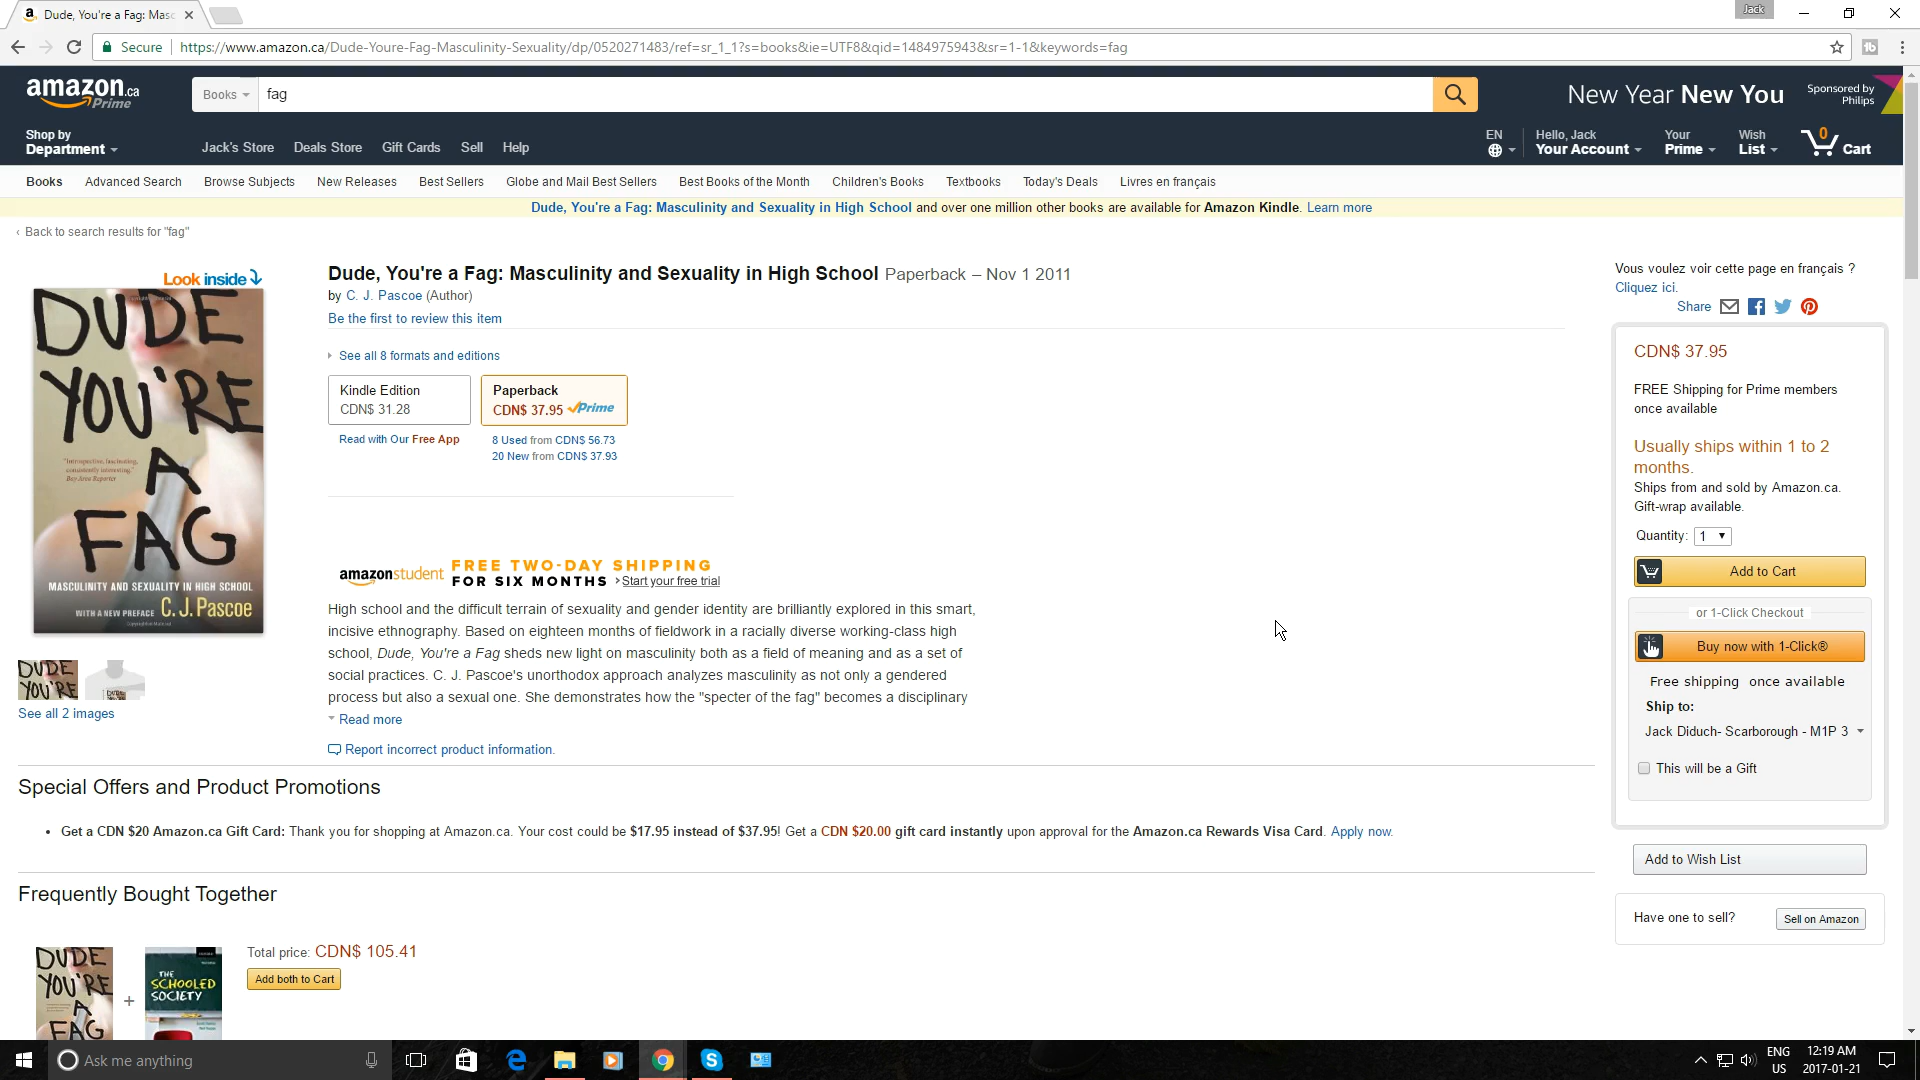 Dude, You're a Fag: Masc
Jack
Secure
https://www.amazon.ca/Dude-Youre-Fag-Masculinity-Sexuality/dp/0520271483/ref=sr_1_1?s=books&ie=UTF8&qid=1484975943&sr=1-1&keywords=fag
amazon.ca
Prime
Books
fag
New Year New You
Sponsored by
Philips
Shop by
Department
Jack's Store
Deals Store
Gift Cards
Sell
Help
EN
Hello, Jack
Your Account
Your
Prime
Wish
List
0
Cart
Books
Advanced Search
Browse Subjects
New Releases
Best Sellers
Globe and Mail Best Sellers
Best Books of the Month
Children's Books
Textbooks
Today's Deals
Livres en français
Dude, You're a Fag: Masculinity and Sexuality in High School and over one million other books are available for Amazon Kindle. Learn more
‹ Back to search results for "fag"
Look inside
DUDE
YOU'RE
A
FAG
"Introspective, fascinating,
consistently interesting."
Bay Area Reporter
MASCULINITY AND SEXUALITY IN HIGH SCHOOL
WITH A NEW PREFACE C. J. Pascoe
DUDE
YOU'RE
See all 2 images
Dude, You're a Fag: Masculinity and Sexuality in High School Paperback – Nov 1 2011
by C. J. Pascoe (Author)
Be the first to review this item
See all 8 formats and editions
Kindle Edition
CDN$ 31.28
Read with Our Free App
Paperback
CDN$ 37.95 Prime
8 Used from CDN$ 56.73
20 New from CDN$ 37.93
amazonstudent FREE TWO-DAY SHIPPING
FOR SIX MONTHS › Start your free trial
High school and the difficult terrain of sexuality and gender identity are brilliantly explored in this smart,
incisive ethnography. Based on eighteen months of fieldwork in a racially diverse working-class high
school, Dude, You're a Fag sheds new light on masculinity both as a field of meaning and as a set of
social practices. C. J. Pascoe's unorthodox approach analyzes masculinity as not only a gendered
process but also a sexual one. She demonstrates how the "specter of the fag" becomes a disciplinary
Read more
Report incorrect product information.
Vous voulez voir cette page en français ?
Cliquez ici.
Share
CDN$ 37.95
FREE Shipping for Prime members
once available
Usually ships within 1 to 2
months.
Ships from and sold by Amazon.ca.
Gift-wrap available.
Quantity: 1
Add to Cart
or 1-Click Checkout
Buy now with 1-Click®
Free shipping once available
Ship to:
Jack Diduch- Scarborough - M1P 3
This will be a Gift
Add to Wish List
Have one to sell?
Sell on Amazon
Special Offers and Product Promotions
• Get a CDN $20 Amazon.ca Gift Card: Thank you for shopping at Amazon.ca. Your cost could be $17.95 instead of $37.95! Get a CDN $20.00 gift card instantly upon approval for the Amazon.ca Rewards Visa Card. Apply now.
Frequently Bought Together
DUDE
YOU'RE
A
FAG
+
THE
SCHOOLED
SOCIETY
Total price: CDN$ 105.41
Add both to Cart
Ask me anything
ENG
US
12:19 AM
2017-01-21